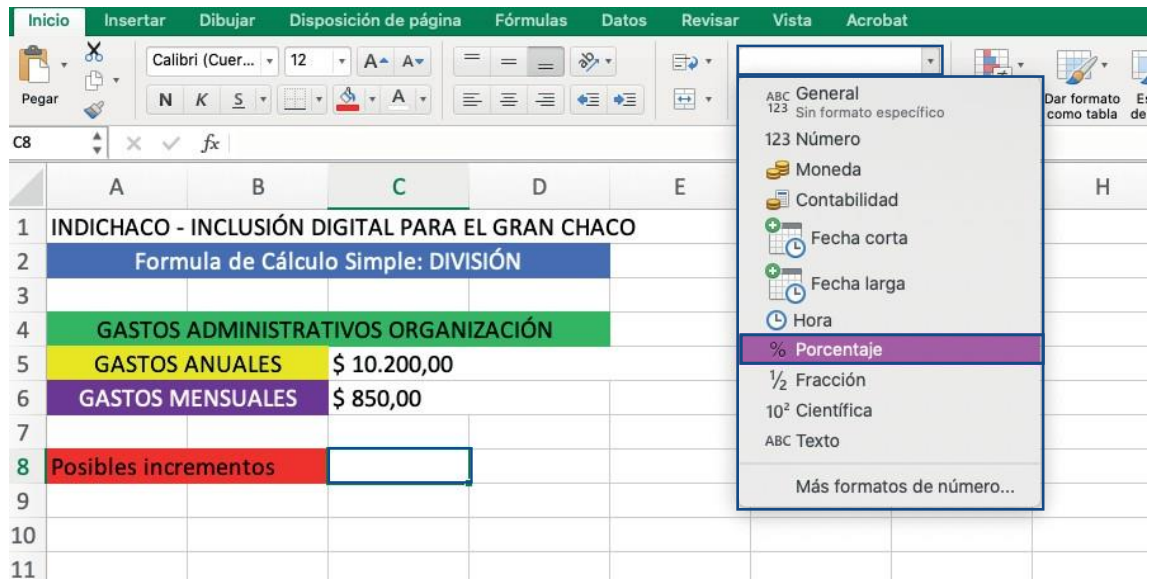 Inicio Insertar Dibujar Disposición de página Fórmulas Datos Revisar Vista Acrobat
Calibri (Cuer... 12 A A
Pegar
N K S A
Dar formato
como tabla
C8 fx
ABC
123
General
Sin formato específico
123 Número
Moneda
Contabilidad
Fecha corta
Fecha larga
Hora
% Porcentaje
½ Fracción
10² Científica
ABC Texto
Más formatos de número...
A B C D E H
1 INDICHACO - INCLUSIÓN DIGITAL PARA EL GRAN CHACO
2 Formula de Cálculo Simple: DIVISIÓN
3
4 GASTOS ADMINISTRATIVOS ORGANIZACIÓN
5 GASTOS ANUALES $ 10.200,00
6 GASTOS MENSUALES $ 850,00
7
8 Posibles incrementos
9
10
11